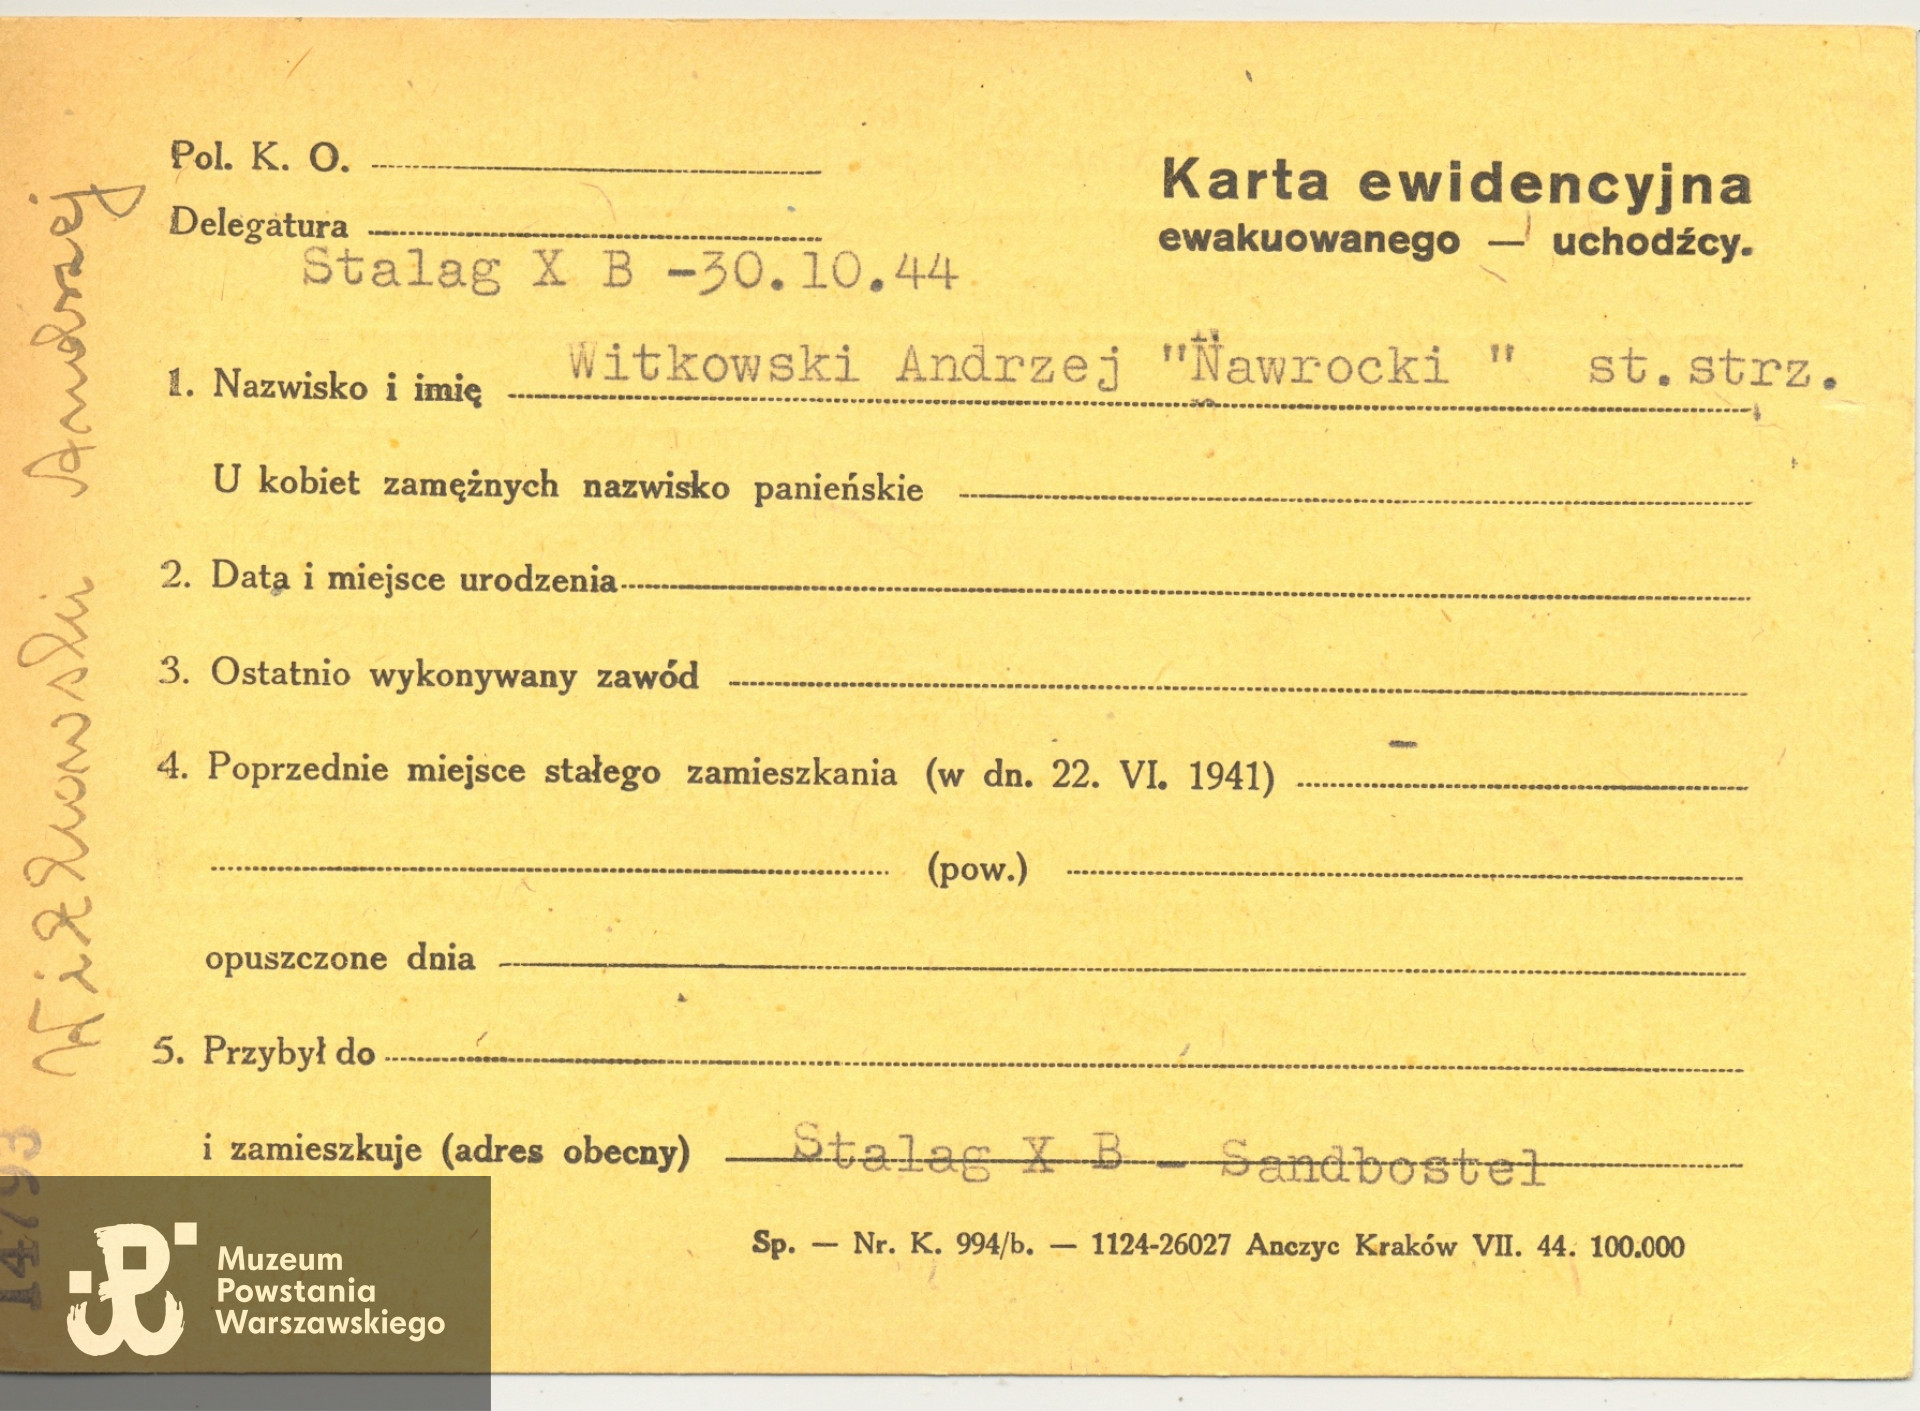 Pol. K. O.
Karta ewidencyjna
ewakuowanego — uchodźcy.
Delegatura
Stalag X B -30.10.44
1. Nazwisko i imię Witkowski Andrzej "Nawrocki " st.strz.
U kobiet zamężnych nazwisko panieńskie
2. Data i miejsce urodzenia
3. Ostatnio wykonywany zawód
4. Poprzednie miejsce stałego zamieszkania (w dn. 22. VI. 1941) -
(pow.)
opuszczone dnia
5. Przybył do
i zamieszkuje (adres obecny) Stalag X B - Sandbostel
Sp. — Nr. K. 994/b. — 1124-26027 Anczyc Kraków VII. 44. 100.000
Witkowski Andrzej
14793
Muzeum
Powstania
Warszawskiego